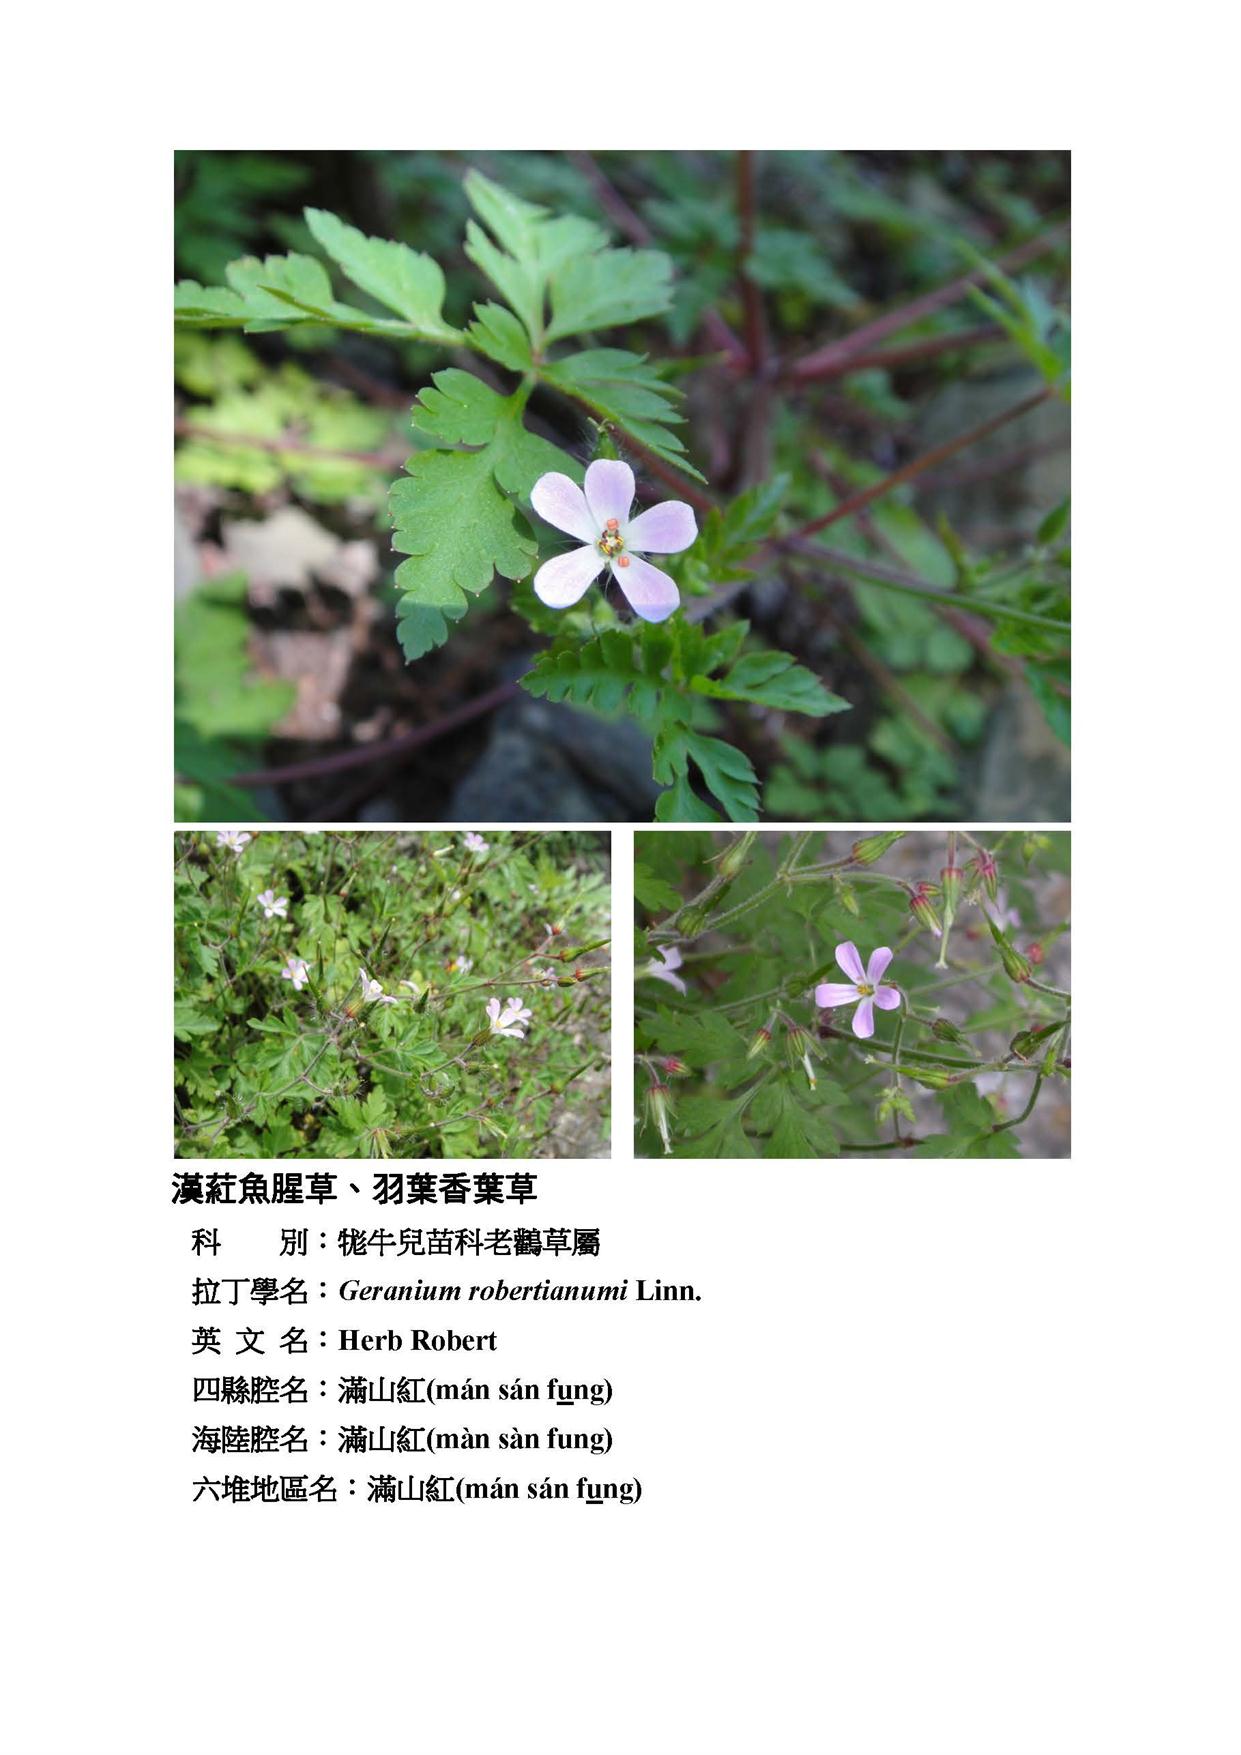 漢葒魚腥草、羽葉香葉草
科　　別：牻牛兒苗科老鸛草屬
拉丁學名：Geranium robertianumi Linn.
英 文 名：Herb Robert
四縣腔名：滿山紅(mán sán fung)
海陸腔名：滿山紅(màn sàn fung)
六堆地區名：滿山紅(mán sán fung)